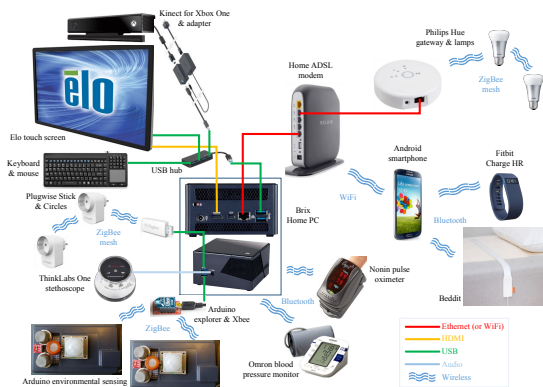 Kinect for Xbox One
& adapter
Philips Hue
gateway & lamps
ZigBee
mesh
Home ADSL
modem
elo
Elo touch screen
USB hub
Keyboard
& mouse
Android
smartphone
Fitbit
Charge HR
WiFi
Bluetooth
Plugwise Stick
& Circles
ZigBee
mesh
Brix
Home PC
ThinkLabs One
stethoscope
Nonin pulse
oximeter
Beddit
Arduino
explorer & Xbee
Bluetooth
ZigBee
Omron blood
pressure monitor
Arduino environmental sensing
Ethernet (or WiFi)
HDMI
USB
Audio
Wireless